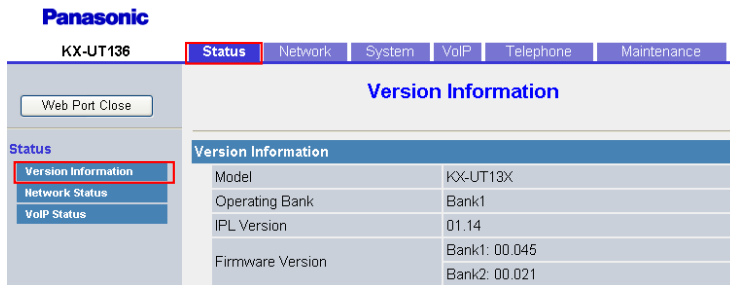 Panasonic
KX-UT136 Status Network System VoIP Telephone Maintenance
Web Port Close
Version Information
Status
Version Information
Network Status
VoIP Status
Version Information
Model KX-UT13X
Operating Bank Bank1
IPL Version 01.14
Firmware Version Bank1: 00.045
Bank2: 00.021